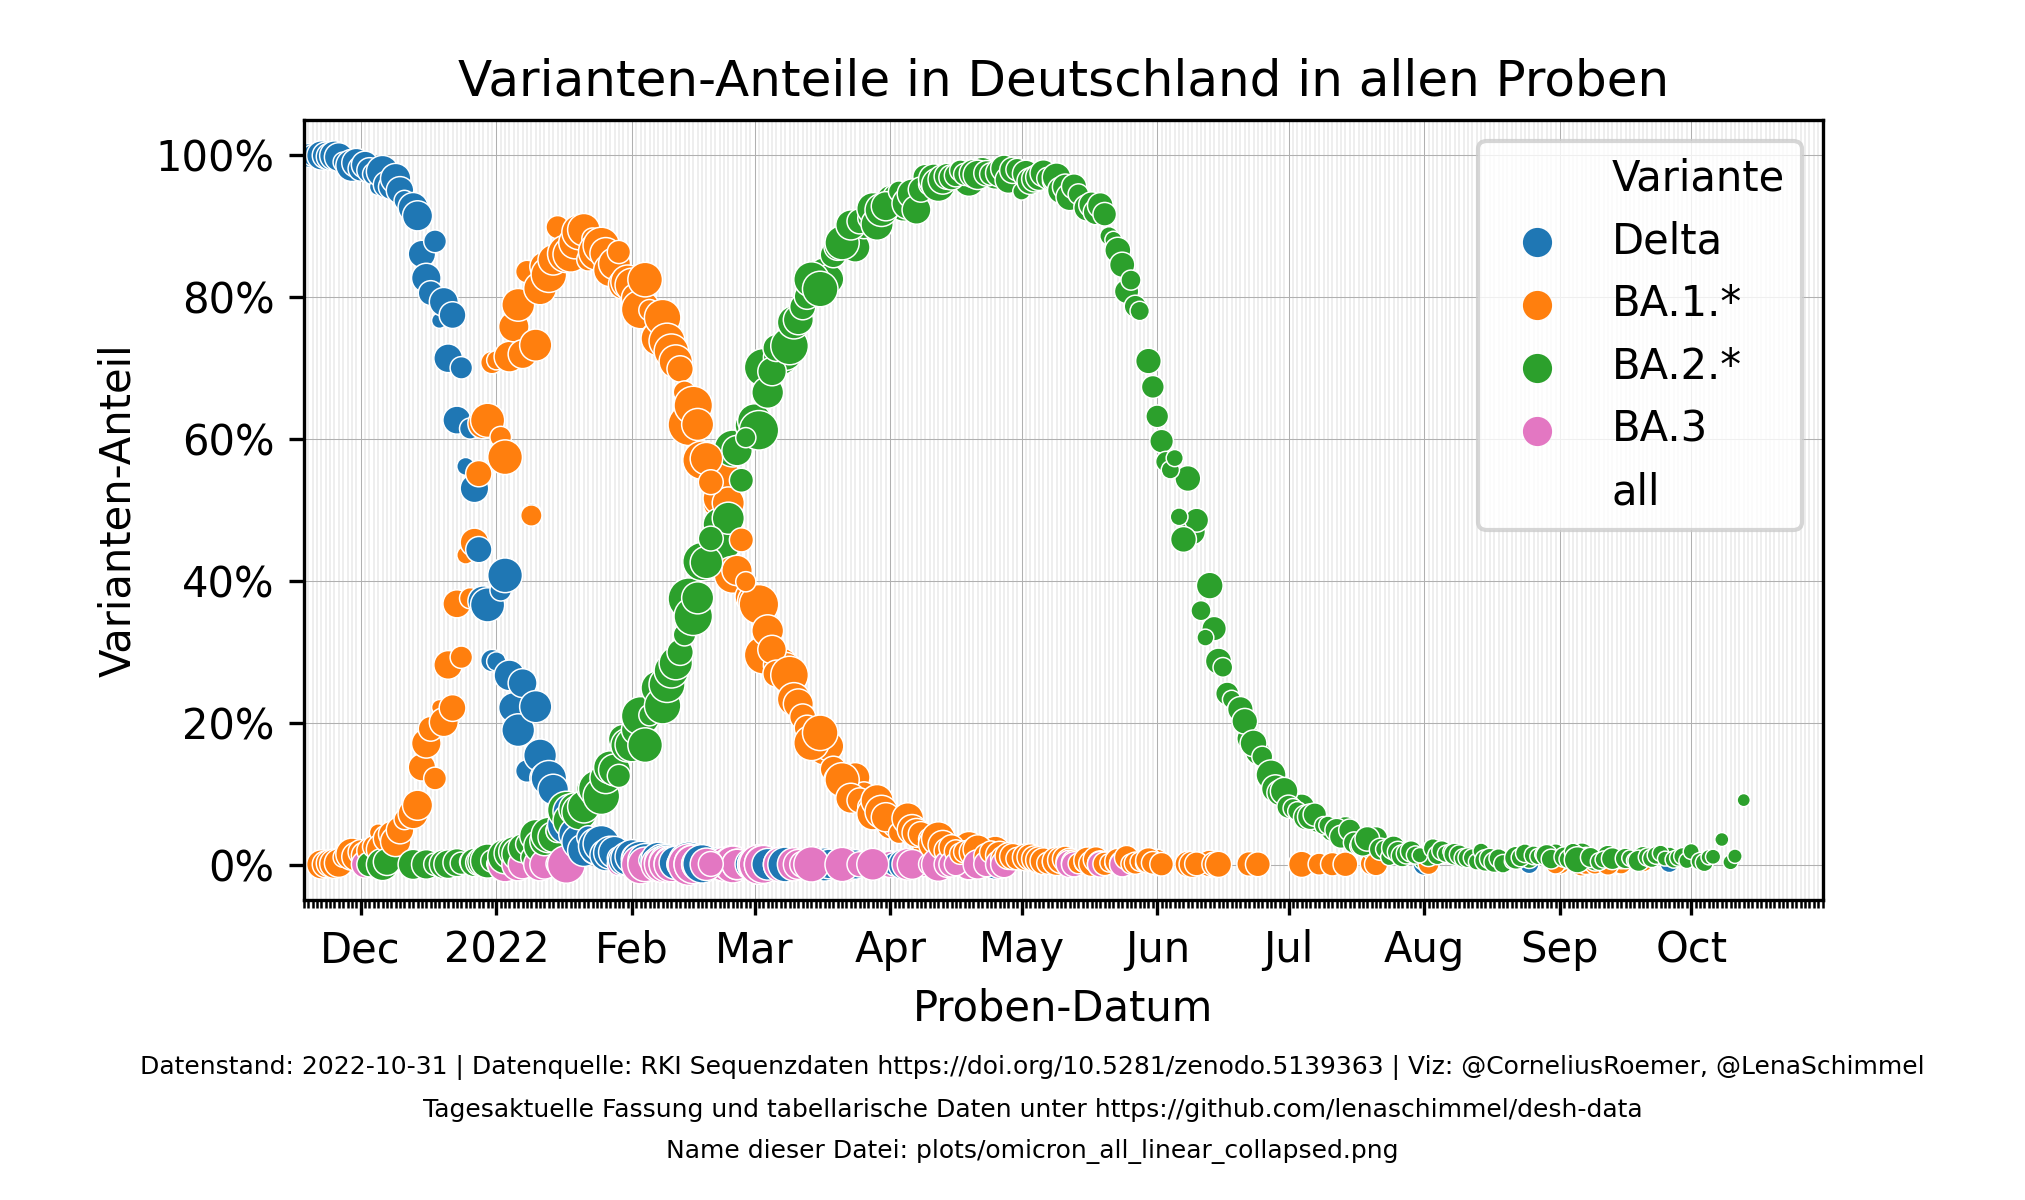 Varianten-Anteile in Deutschland in allen Proben
Varianten-Anteil
100%
80%
60%
40%
20%
0%
Variante
Delta
BA.1.*
BA.2.*
BA.3
all
Dec 2022 Feb Mar Apr May Jun Jul Aug Sep Oct
Proben-Datum
Datenstand: 2022-10-31 | Datenquelle: RKI Sequenzdaten https://doi.org/10.5281/zenodo.5139363 | Viz: @CorneliusRoemer, @LenaSchimmel
Tagesaktuelle Fassung und tabellarische Daten unter https://github.com/lenaschimmel/desh-data
Name dieser Datei: plots/omicron_all_linear_collapsed.png